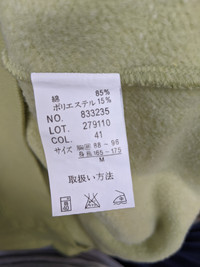 綿 85%
ポリエステル 15%
NO. 833235
LOT. 279110
COL. 41
サイズ 胸囲 88 - 96
身長 165 - 175
M
取扱い方法